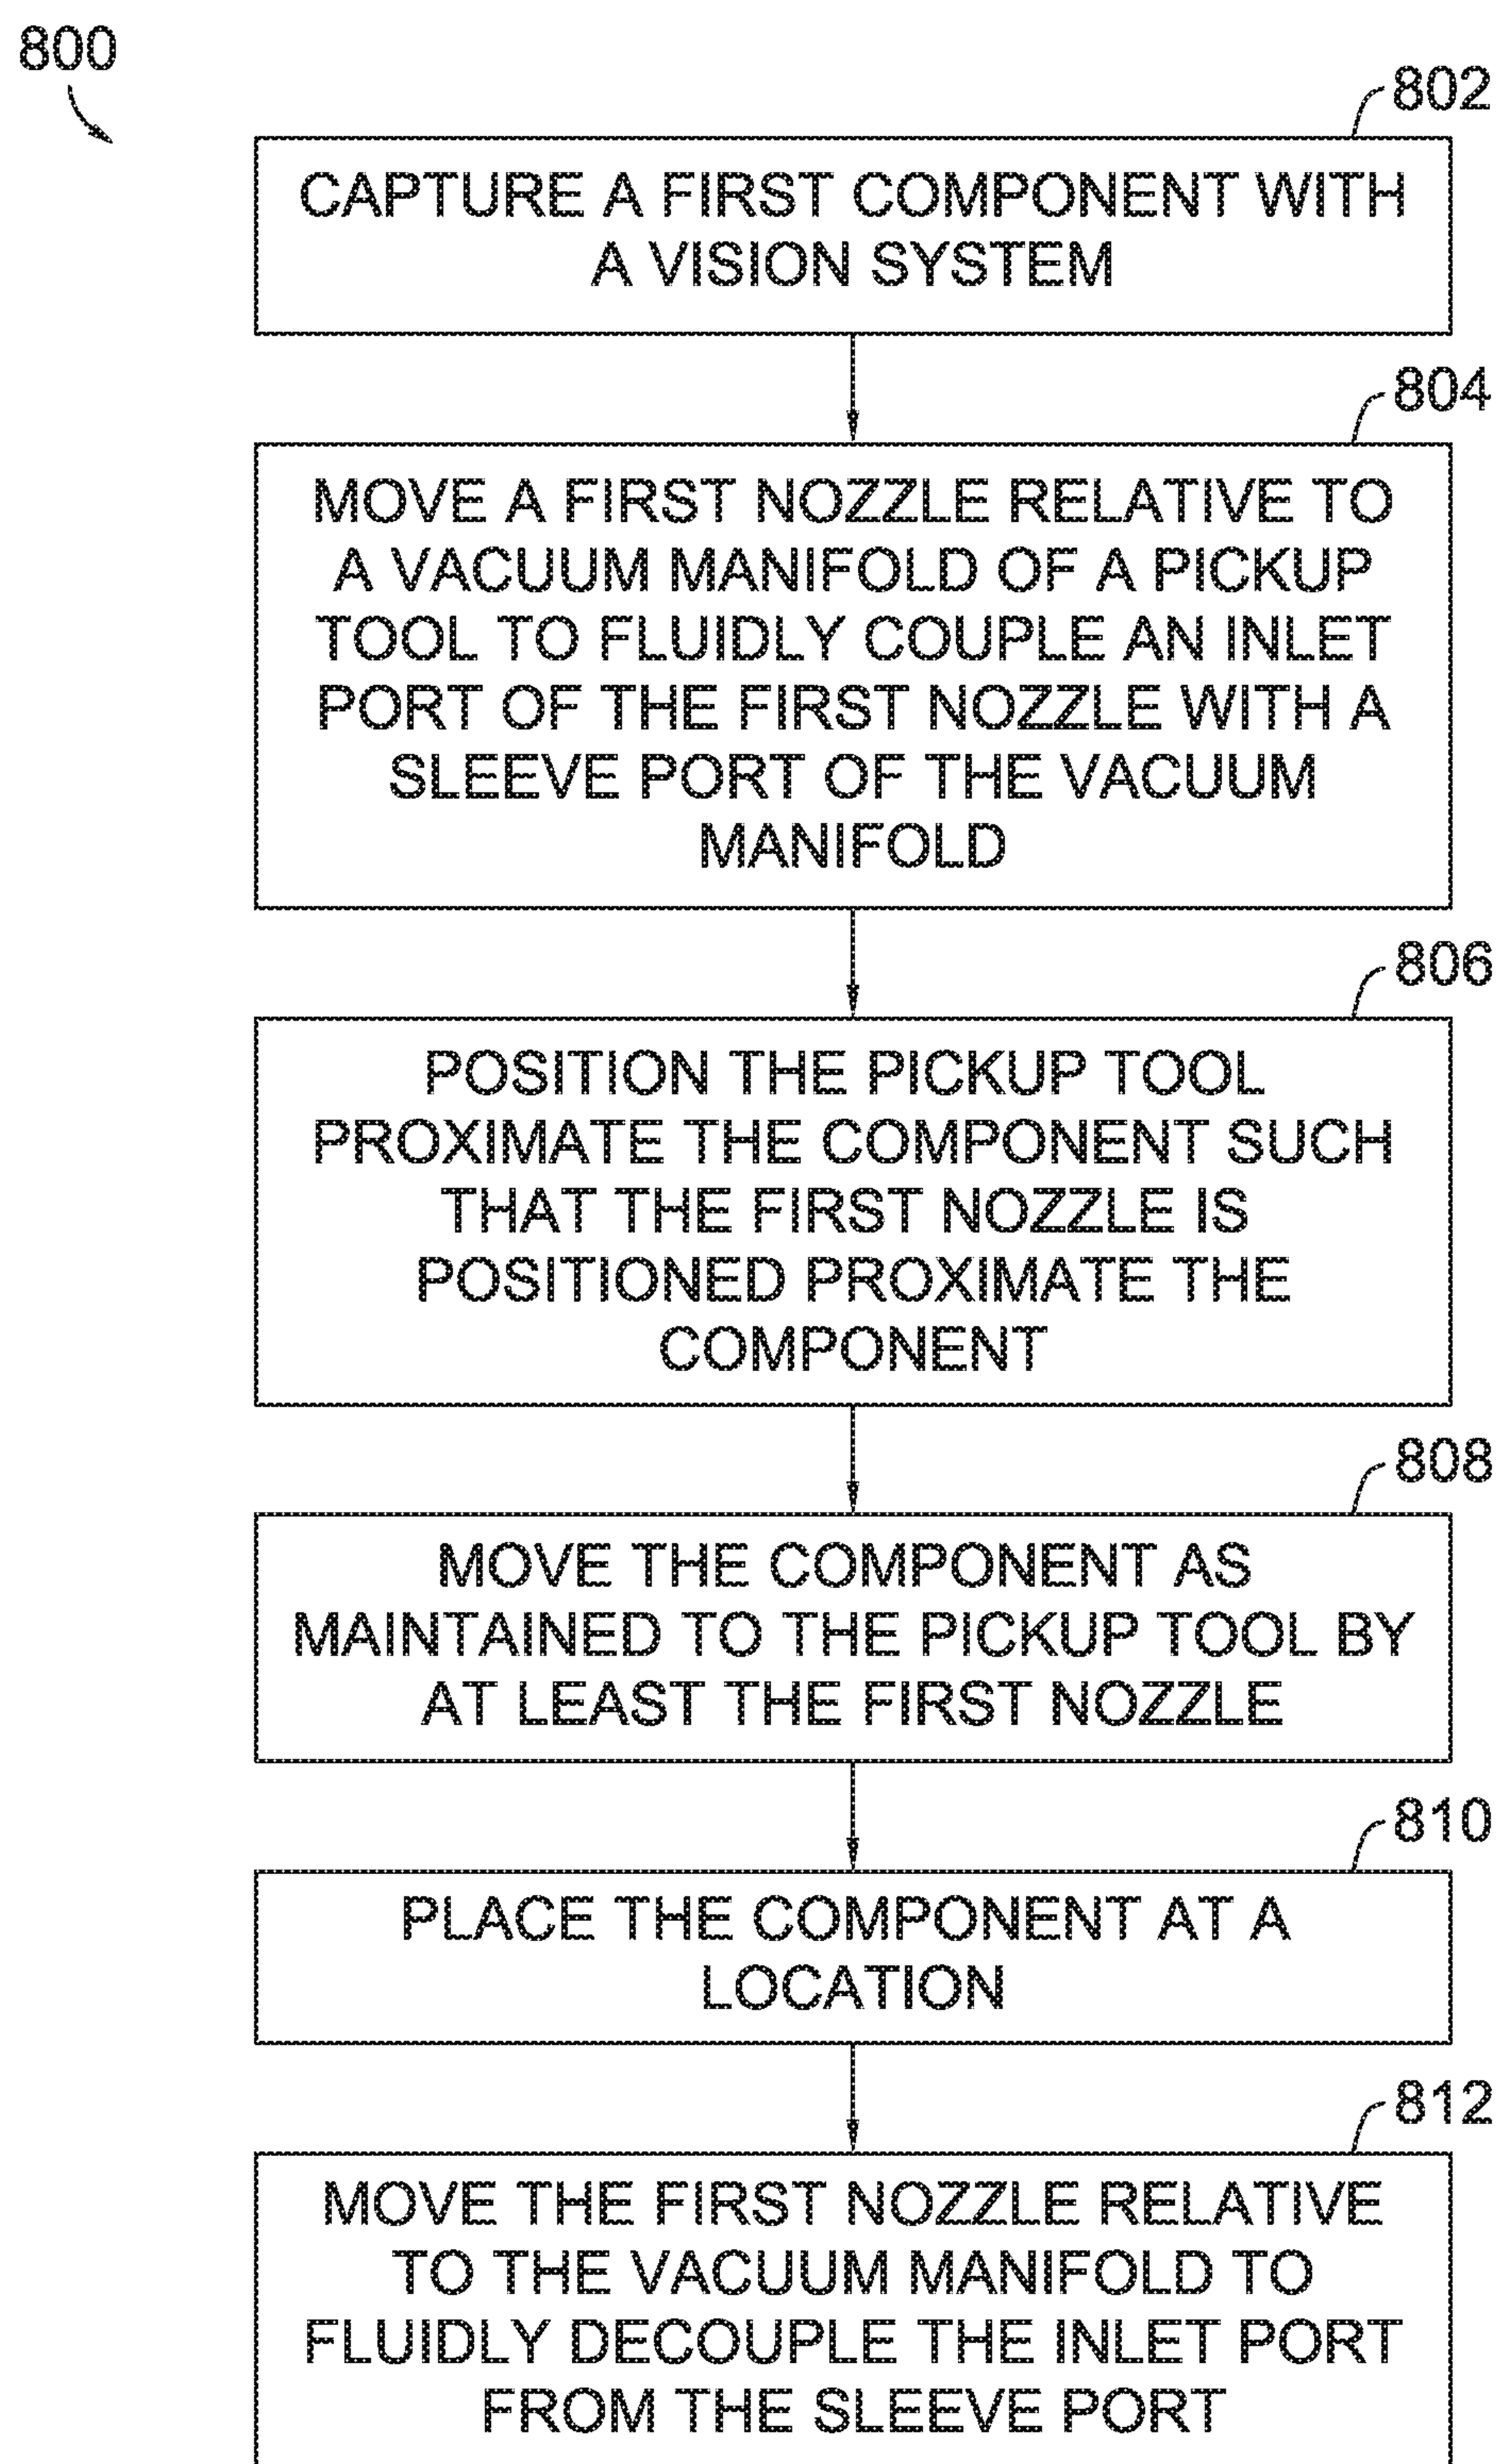 800
802
CAPTURE A FIRST COMPONENT WITH
A VISION SYSTEM
804
MOVE A FIRST NOZZLE RELATIVE TO
A VACUUM MANIFOLD OF A PICKUP
TOOL TO FLUIDLY COUPLE AN INLET
PORT OF THE FIRST NOZZLE WITH A
SLEEVE PORT OF THE VACUUM
MANIFOLD
806
POSITION THE PICKUP TOOL
PROXIMATE THE COMPONENT SUCH
THAT THE FIRST NOZZLE IS
POSITIONED PROXIMATE THE
COMPONENT
808
MOVE THE COMPONENT AS
MAINTAINED TO THE PICKUP TOOL BY
AT LEAST THE FIRST NOZZLE
810
PLACE THE COMPONENT AT A
LOCATION
812
MOVE THE FIRST NOZZLE RELATIVE
TO THE VACUUM MANIFOLD TO
FLUIDLY DECOUPLE THE INLET PORT
FROM THE SLEEVE PORT